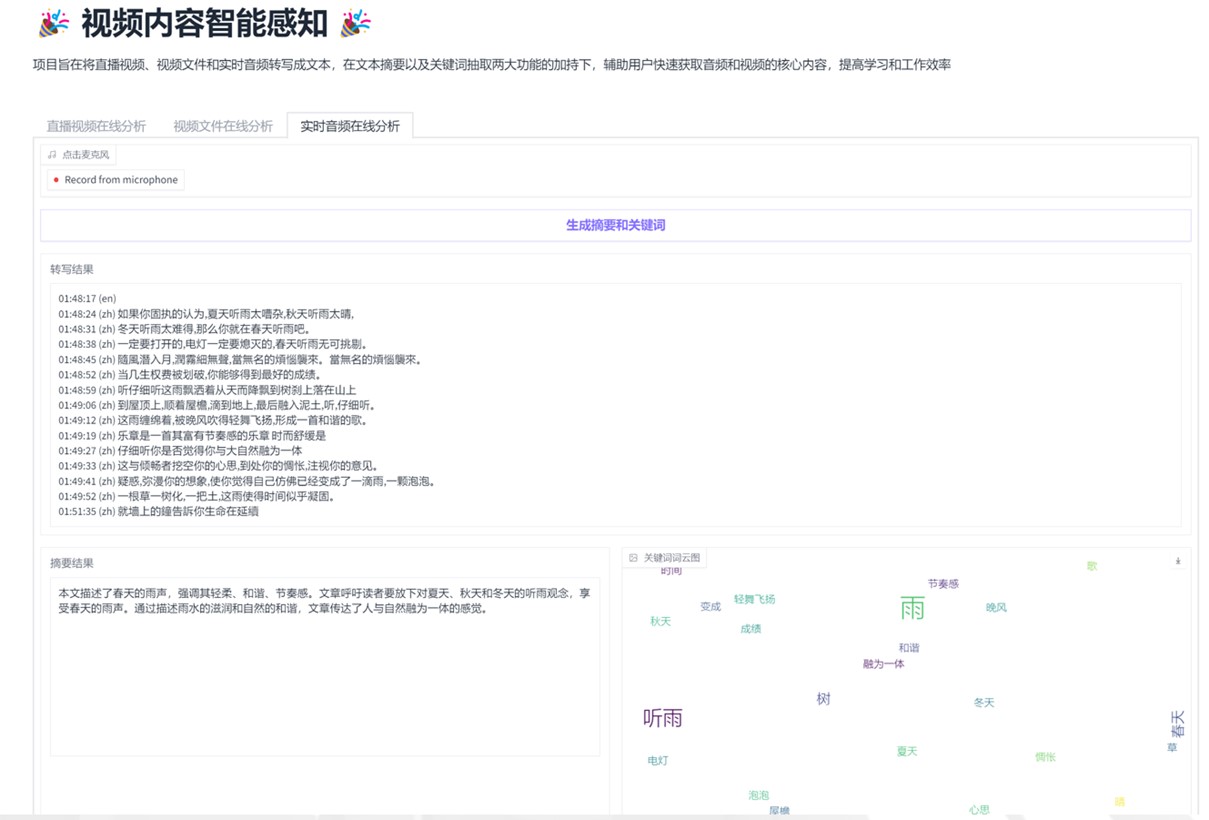 🎉 视频内容智能感知 🎉
项目旨在将直播视频、视频文件和实时音频转写成文本，在文本摘要以及关键词抽取两大功能的加持下，辅助用户快速获取音频和视频的核心内容，提高学习和工作效率
直播视频在线分析 视频文件在线分析 实时音频在线分析
点击麦克风
Record from microphone
生成摘要和关键词
转写结果
01:48:17 (en)
01:48:24 (zh) 如果你固执的认为,夏天听雨太嘈杂,秋天听雨太晴,
01:48:31 (zh) 冬天听雨太难得,那么你就在春天听雨吧。
01:48:38 (zh) 一定要打开的,电灯一定要熄灭的,春天听雨无可挑剔。
01:48:45 (zh) 隨風潛入月,潤霧細無聲,當無名的煩惱襲來。當無名的煩惱襲來。
01:48:52 (zh) 当几生权费被划破,你能够得到最好的成绩。
01:48:59 (zh) 听仔细听这雨飘洒着从天而降飘到树刹上落在山上
01:49:06 (zh) 到屋顶上,顺着屋檐,滴到地上,最后融入泥土,听,仔细听。
01:49:12 (zh) 这雨缠绵着,被晚风吹得轻舞飞扬,形成一首和谐的歌。
01:49:19 (zh) 乐章是一首其富有节奏感的乐章 时而舒缓是
01:49:27 (zh) 仔细听你是否觉得你与大自然融为一体
01:49:33 (zh) 这与倾畅者挖空你的心思,到处你的惆怅,注视你的意见。
01:49:41 (zh) 疑惑,弥漫你的想象,使你觉得自己仿佛已经变成了一滴雨,一颗泡泡。
01:49:52 (zh) 一根草一树化,一把土,这雨使得时间似乎凝固。
01:51:35 (zh) 就墙上的鐘告訴你生命在延續
摘要结果
本文描述了春天的雨声，强调其轻柔、和谐、节奏感。文章呼吁读者要放下对夏天、秋天和冬天的听雨观念，享
受春天的雨声。通过描述雨水的滋润和自然的和谐，文章传达了人与自然融为一体的感觉。
关键词词云图
时间
歌
节奏感
轻舞飞扬
变成
雨
晚风
秋天
成绩
和谐
融为一体
树
冬天
听雨
春天
草
夏天
惆怅
电灯
泡泡
晴
屋檐
心思